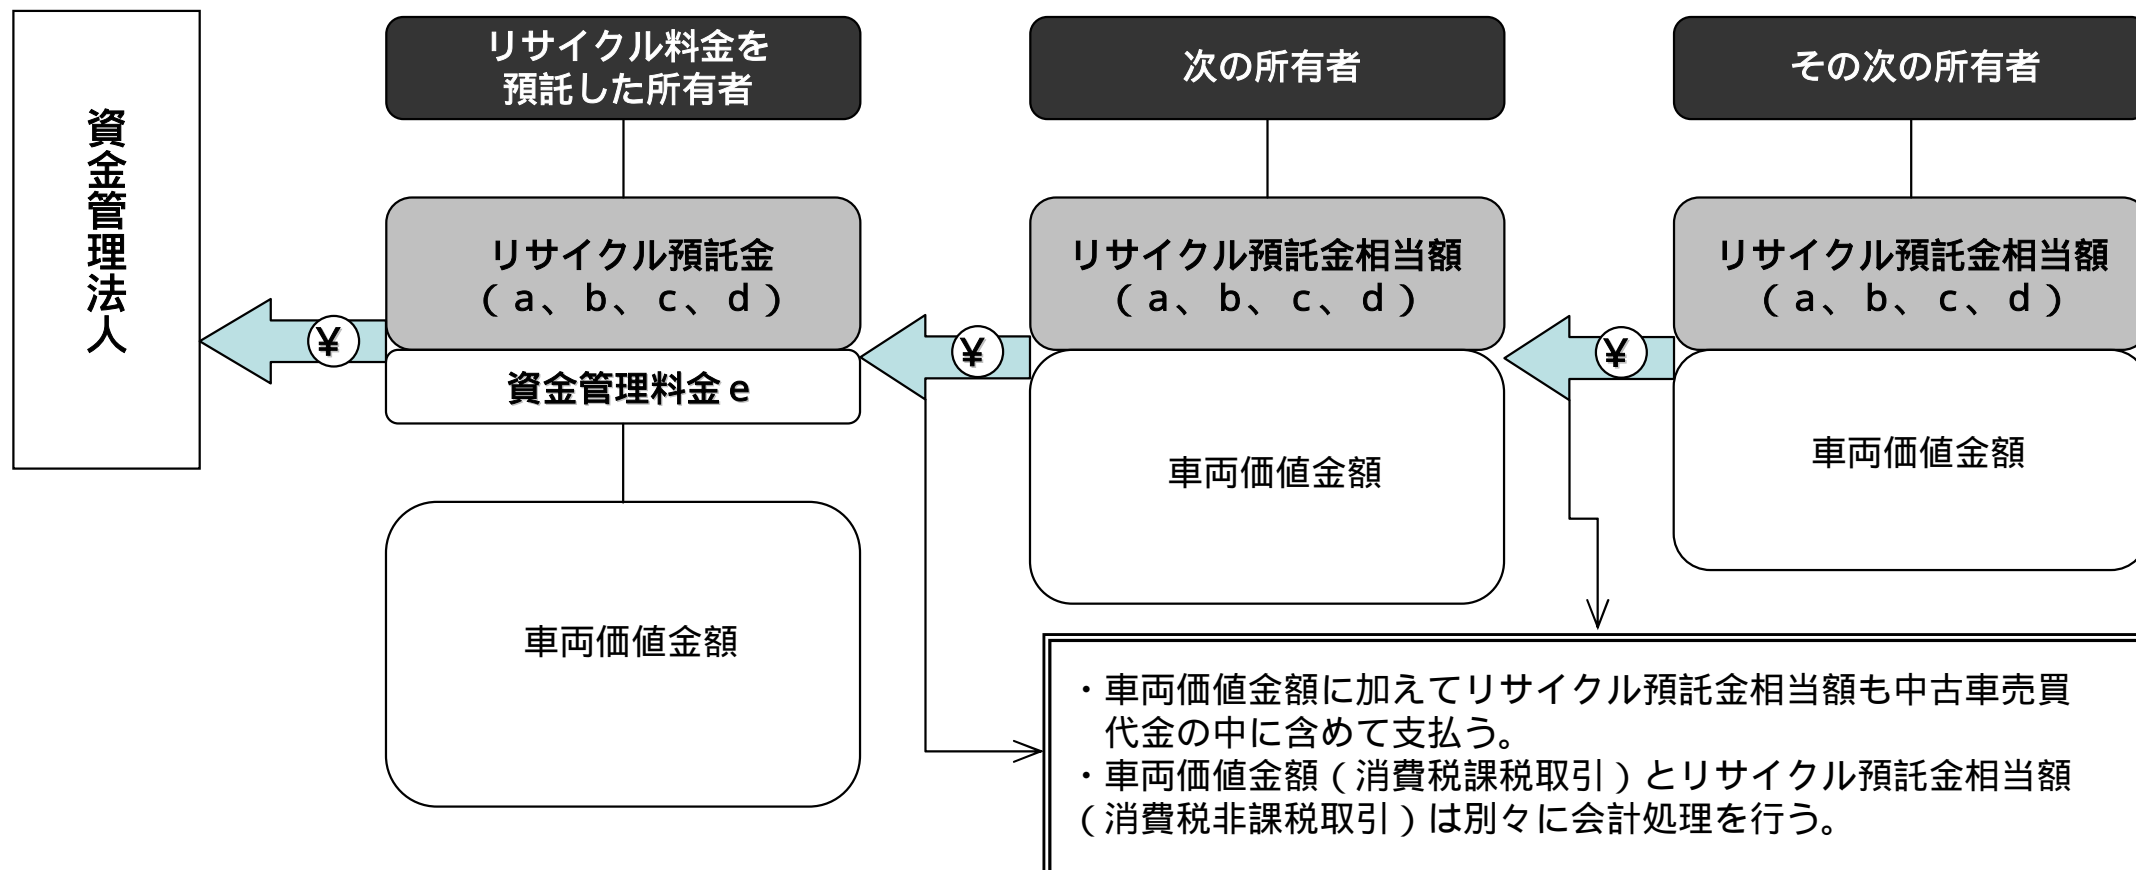 資金管理法人
リサイクル料金を
預託した所有者
リサイクル預託金
（ａ、ｂ、ｃ、ｄ）
¥
資金管理料金ｅ
車両価値金額
次の所有者
リサイクル預託金相当額
（ａ、ｂ、ｃ、ｄ）
¥
車両価値金額
その次の所有者
リサイクル預託金相当額
（ａ、ｂ、ｃ、ｄ）
¥
車両価値金額
・車両価値金額に加えてリサイクル預託金相当額も中古車売買
代金の中に含めて支払う。
・車両価値金額（消費税課税取引）とリサイクル預託金相当額
（消費税非課税取引）は別々に会計処理を行う。